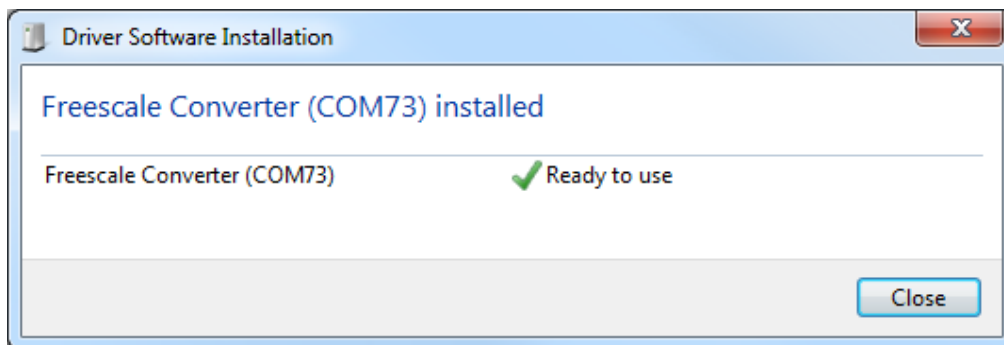 Driver Software Installation
Freescale Converter (COM73) installed
Freescale Converter (COM73) Ready to use
Close